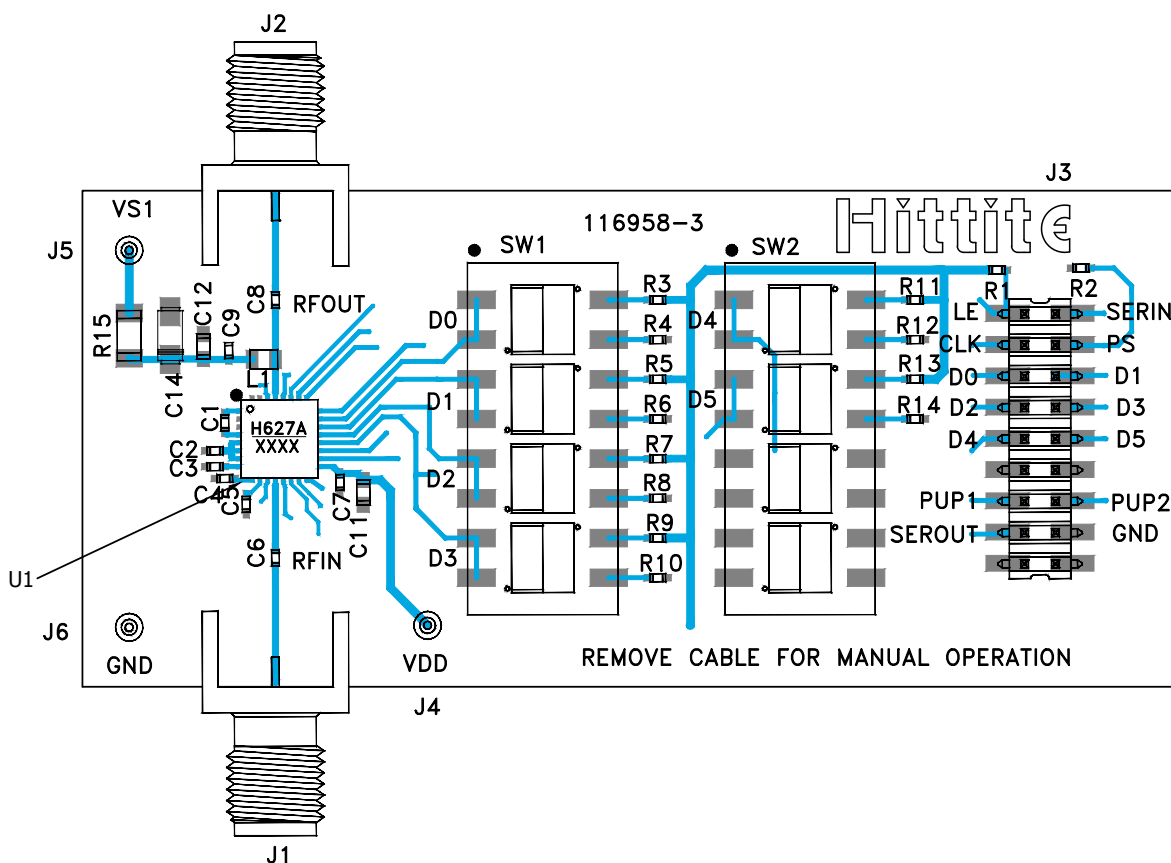 J2
J3
VS1
116958-3
Hittite
J5
SW1
SW2
R15
C14
C12
C9
C8
RFOUT
L1
D0
D1
D2
D3
R3
R4
R5
R6
R7
R8
R9
R10
D4
D5
R11
R12
R13
R14
R1
R2
LE
SERIN
CLK
PS
D0
D1
D2
D3
D4
D5
PUP1
PUP2
SEROUT
GND
C1
H627A
XXXX
C2
C3
C4
C5
C7
C11
C6
RFIN
U1
J6
GND
VDD
REMOVE CABLE FOR MANUAL OPERATION
J4
J1